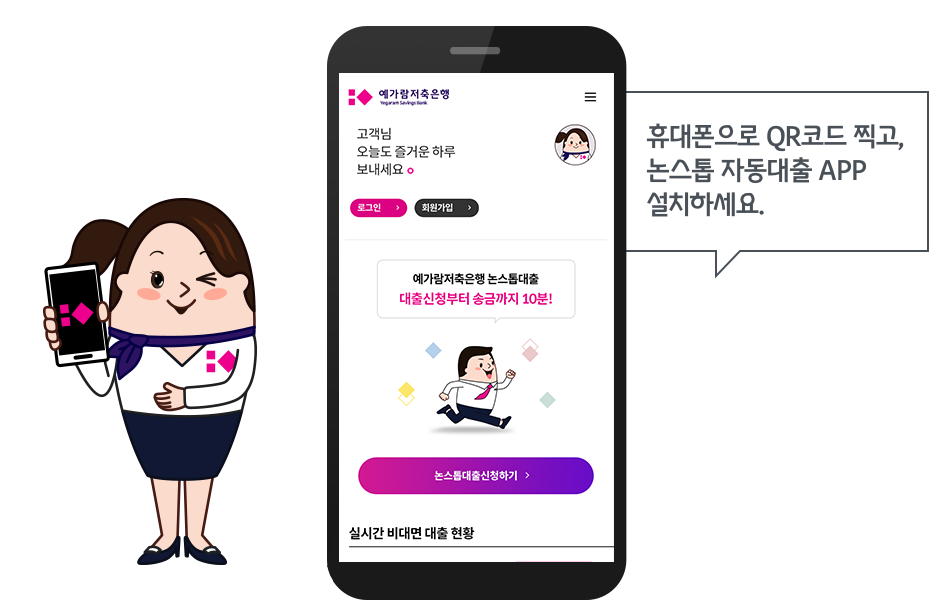 예가람저축은행
Yegaram Savings Bank
고객님
오늘도 즐거운 하루
보내세요
로그인
회원가입
예가람저축은행 논스톱대출
대출신청부터 송금까지 10분!
논스톱대출신청하기
실시간 비대면 대출 현황
휴대폰으로 QR코드 찍고,
논스톱 자동대출 APP
설치하세요.